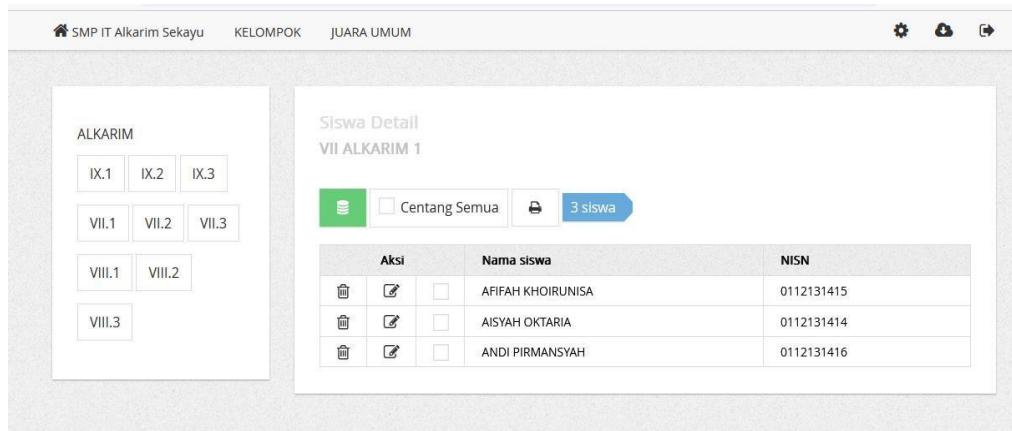 SMP IT Alkarim Sekayu KELOMPOK JUARA UMUM
ALKARIM
IX.1 IX.2 IX.3
VII.1 VII.2 VII.3
VIII.1 VIII.2
VIII.3
Siswa Detail
VII ALKARIM 1
Centang Semua 3 siswa
Aksi Nama siswa NISN
AFIFAH KHOIRUNISA 0112131415
AISYAH OKTARIA 0112131414
ANDI PIRMANSYAH 0112131416